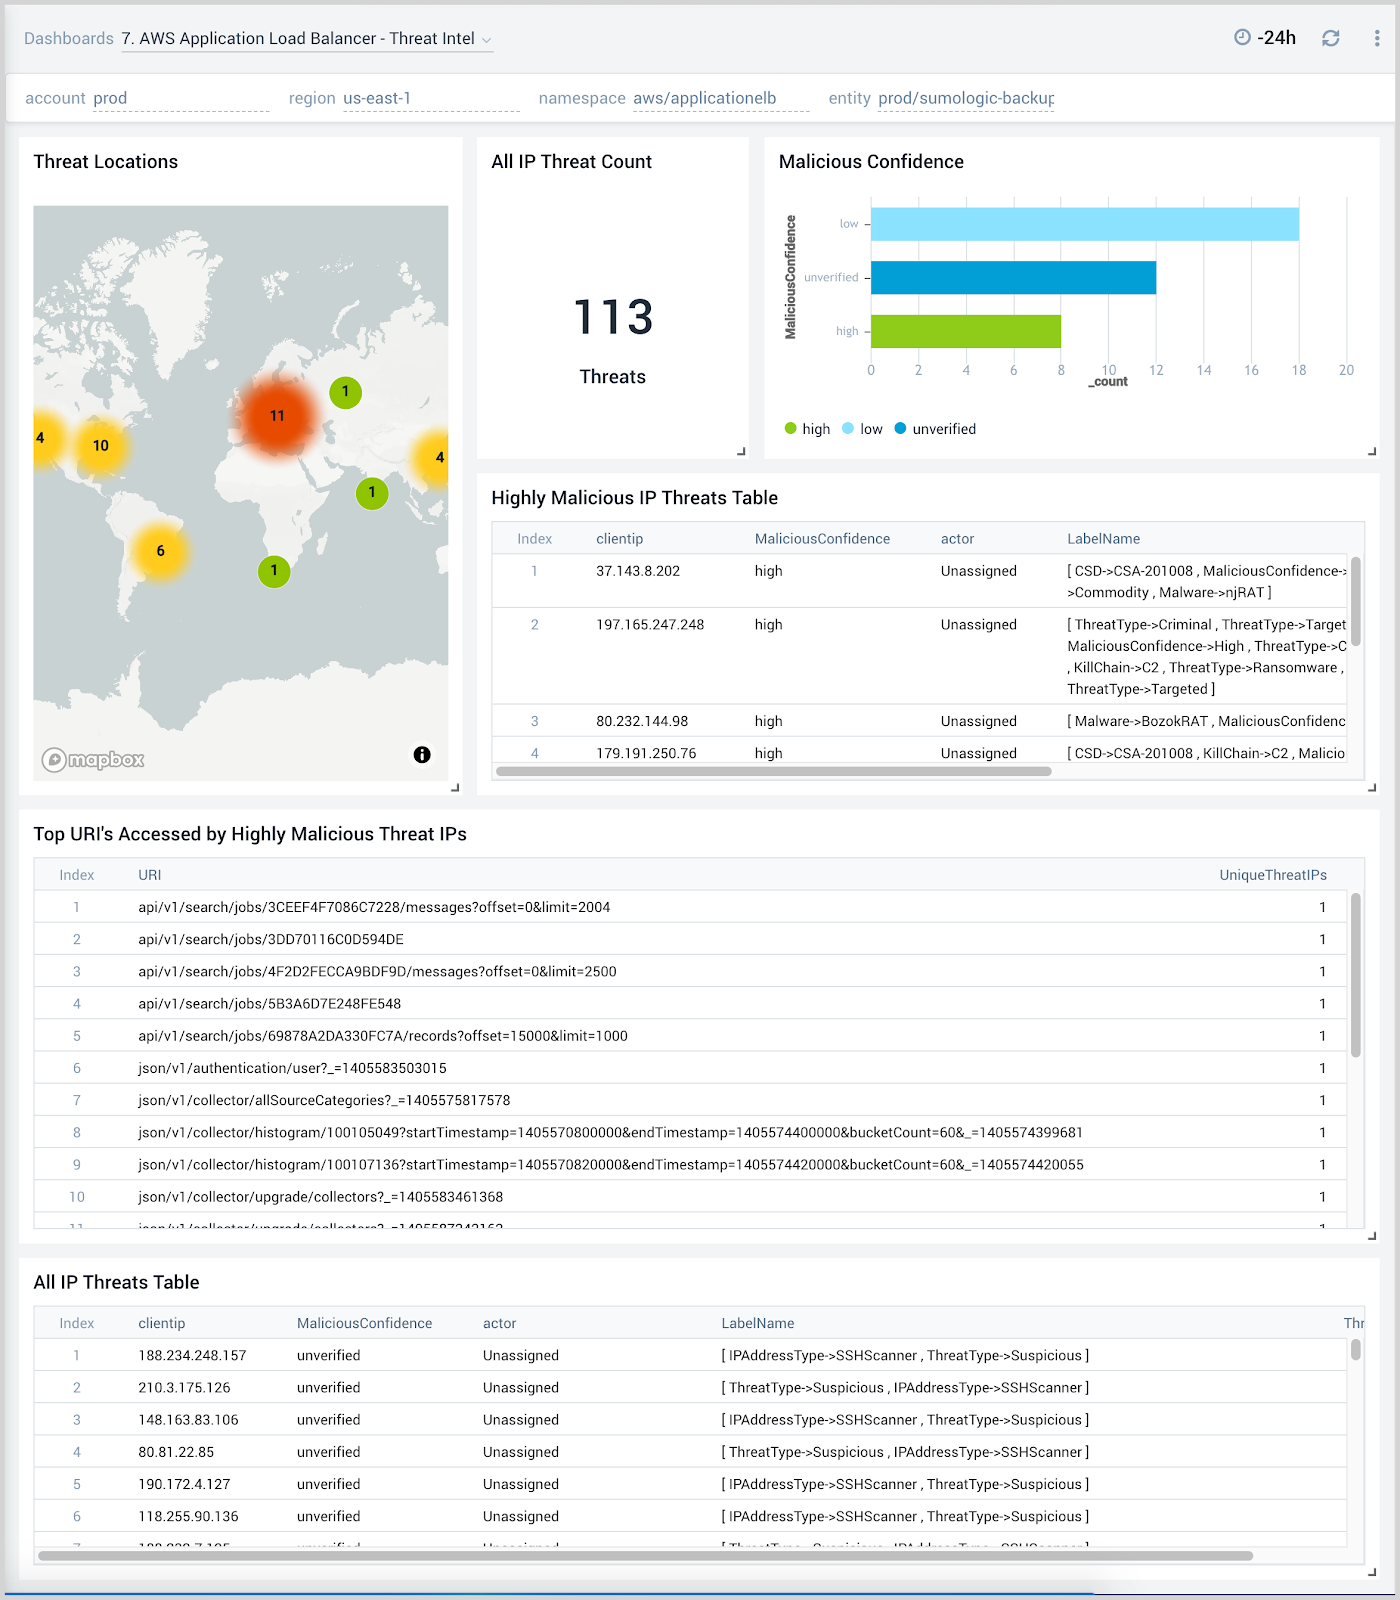 Dashboards 7. AWS Application Load Balancer - Threat Intel
-24h
account prod region us-east-1 namespace aws/applicationelb entity prod/sumologic-backup
Threat Locations
4
10
11
1
4
1
6
1
mapbox
All IP Threat Count
113
Threats
Malicious Confidence
MaliciousConfidence
low
unverified
high
0 2 4 6 8 10 12 14 16 18 20
_count
high low unverified
Highly Malicious IP Threats Table
Index clientip MaliciousConfidence actor LabelName
1 37.143.8.202 high Unassigned [ CSD->CSA-201008 , MaliciousConfidence->
>Commodity , Malware->njRAT ]
2 197.165.247.248 high Unassigned [ ThreatType->Criminal , ThreatType->Target
MaliciousConfidence->High , ThreatType->C
, KillChain->C2 , ThreatType->Ransomware ,
ThreatType->Targeted ]
3 80.232.144.98 high Unassigned [ Malware->BozokRAT , MaliciousConfidenc
4 179.191.250.76 high Unassigned [ CSD->CSA-201008 , KillChain->C2 , Malicio
Top URI's Accessed by Highly Malicious Threat IPs
Index URI UniqueThreatIPs
1 api/v1/search/jobs/3CEEF4F7086C7228/messages?offset=0&limit=2004 1
2 api/v1/search/jobs/3DD70116C0D594DE 1
3 api/v1/search/jobs/4F2D2FECCA9BDF9D/messages?offset=0&limit=2500 1
4 api/v1/search/jobs/5B3A6D7E248FE548 1
5 api/v1/search/jobs/69878A2DA330FC7A/records?offset=15000&limit=1000 1
6 json/v1/authentication/user?_=1405583503015 1
7 json/v1/collector/allSourceCategories?_=1405575817578 1
8 json/v1/collector/histogram/100105049?startTimestamp=1405570800000&endTimestamp=1405574400000&bucketCount=60&_=1405574399681 1
9 json/v1/collector/histogram/100107136?startTimestamp=1405570820000&endTimestamp=1405574420000&bucketCount=60&_=1405574420055 1
10 json/v1/collector/upgrade/collectors?_=1405583461368 1
All IP Threats Table
Index clientip MaliciousConfidence actor LabelName Thr
1 188.234.248.157 unverified Unassigned [ IPAddressType->SSHScanner , ThreatType->Suspicious ]
2 210.3.175.126 unverified Unassigned [ ThreatType->Suspicious , IPAddressType->SSHScanner ]
3 148.163.83.106 unverified Unassigned [ IPAddressType->SSHScanner , ThreatType->Suspicious ]
4 80.81.22.85 unverified Unassigned [ ThreatType->Suspicious , IPAddressType->SSHScanner ]
5 190.172.4.127 unverified Unassigned [ IPAddressType->SSHScanner , ThreatType->Suspicious ]
6 118.255.90.136 unverified Unassigned [ IPAddressType->SSHScanner , ThreatType->Suspicious ]